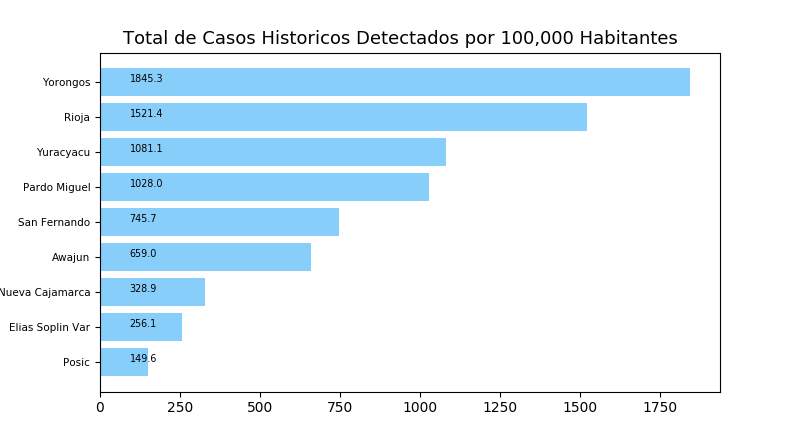 Total de Casos Historicos Detectados por 100,000 Habitantes
Yorongos 1845.3
Rioja 1521.4
Yuracyacu 1081.1
Pardo Miguel 1028.0
San Fernando 745.7
Awajun 659.0
Nueva Cajamarca 328.9
Elias Soplin Var 256.1
Posic 149.6
0 250 500 750 1000 1250 1500 1750